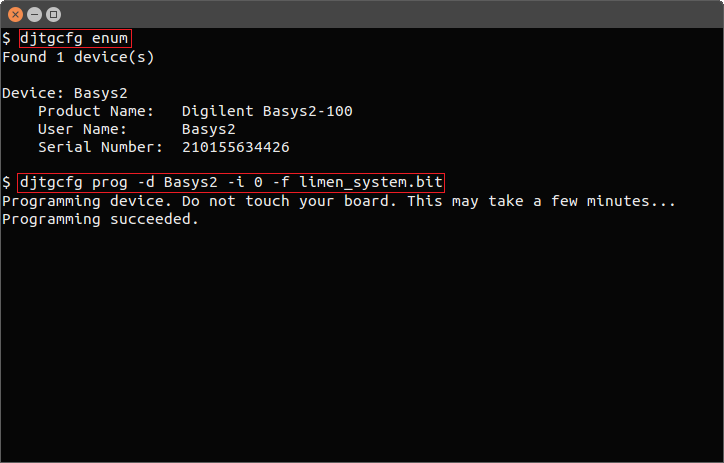 $ djtgcfg enum
Found 1 device(s)
Device: Basys2
Product Name: Digilent Basys2-100
User Name: Basys2
Serial Number: 210155634426
$ djtgcfg prog -d Basys2 -i 0 -f limen_system.bit
Programming device. Do not touch your board. This may take a few minutes...
Programming succeeded.